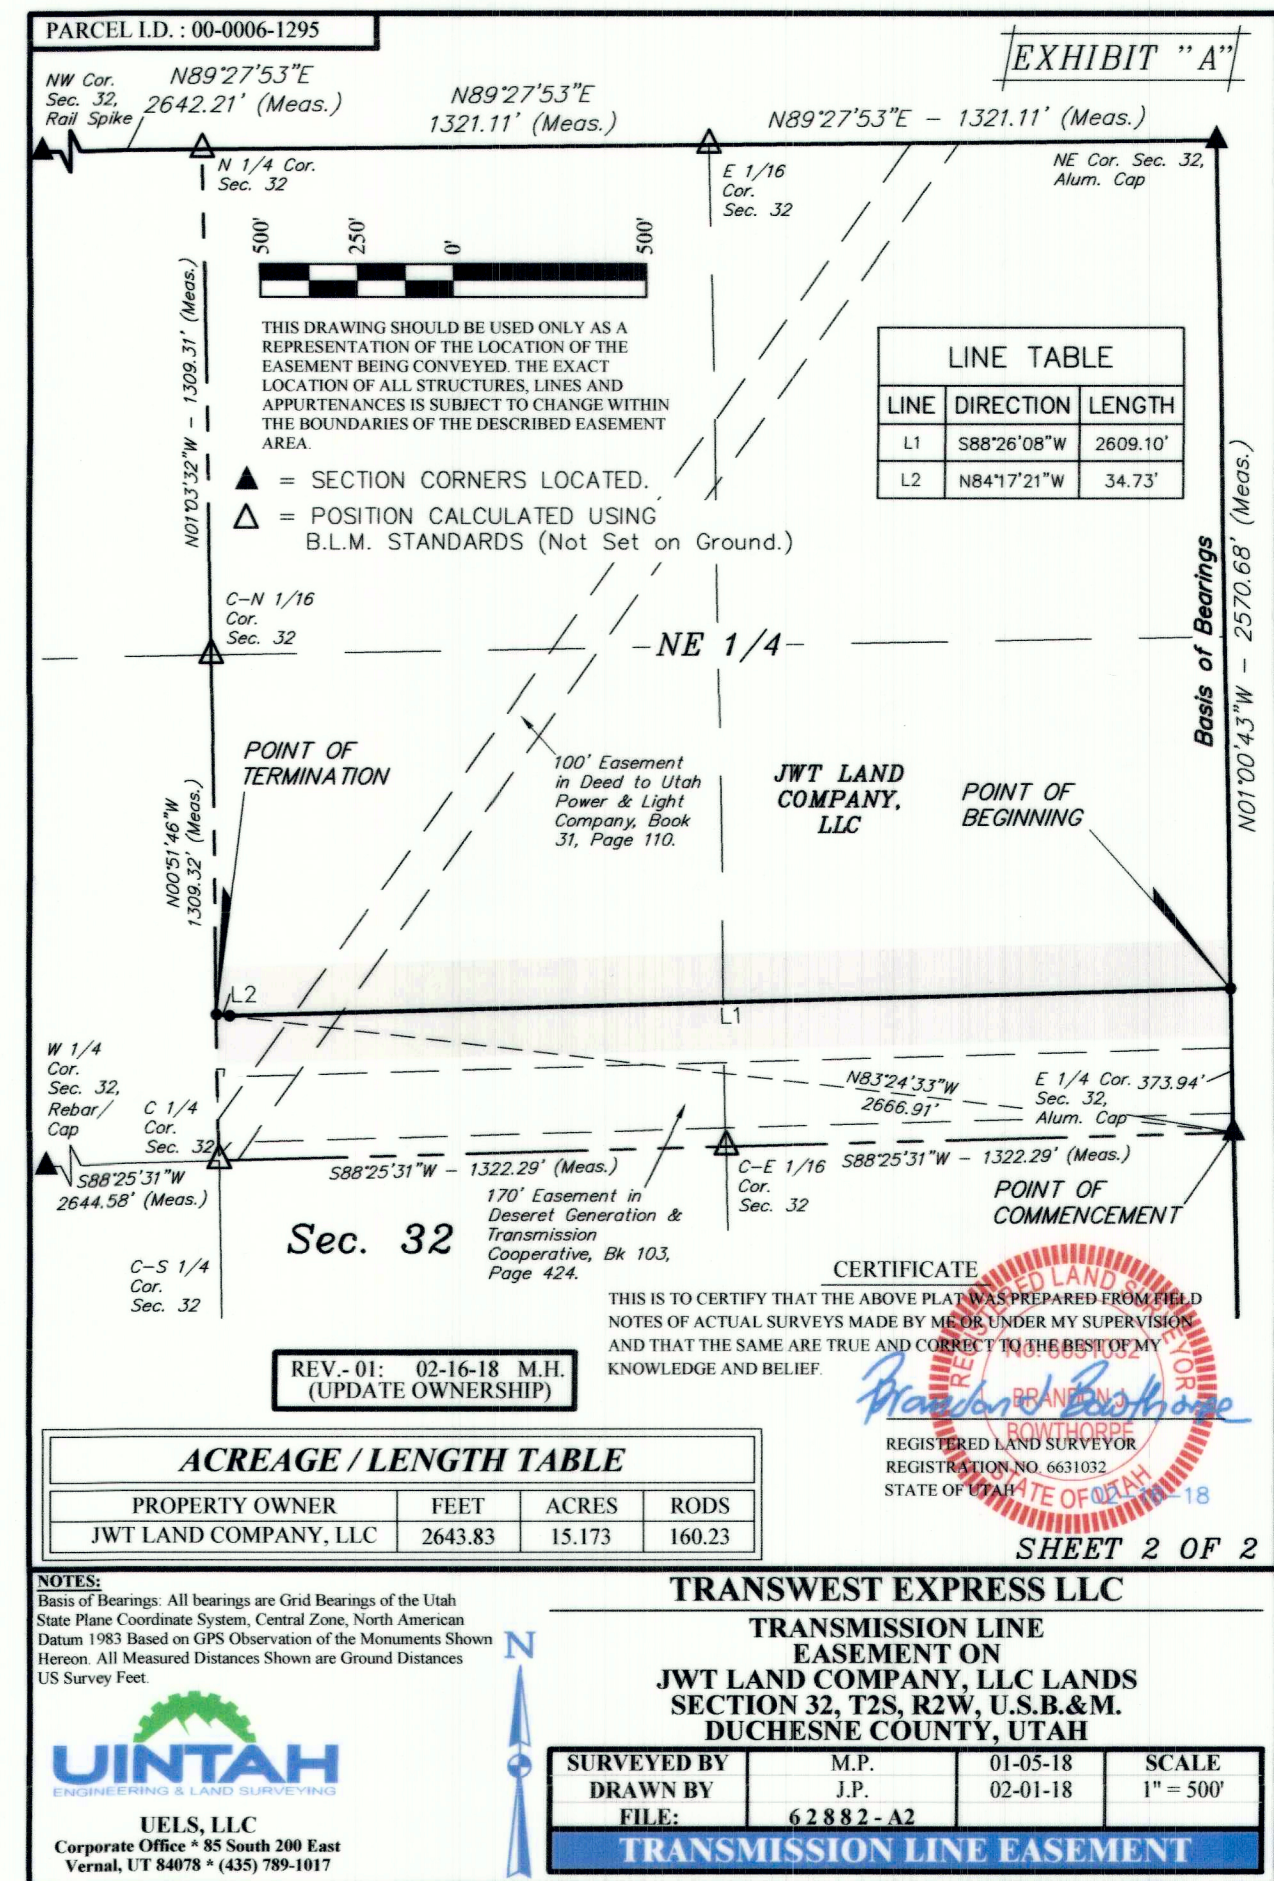 PARCEL I.D. : 00-0006-1295
EXHIBIT "A"
NW Cor.
Sec. 32,
Rail Spike
N89°27'53"E
2642.21' (Meas.)
N89°27'53"E
1321.11' (Meas.)
N89°27'53"E - 1321.11' (Meas.)
N 1/4 Cor.
Sec. 32
E 1/16
Cor.
Sec. 32
NE Cor. Sec. 32,
Alum. Cap
500'
250'
0'
500'
N01°03'32"W - 1309.31' (Meas.)
THIS DRAWING SHOULD BE USED ONLY AS A
REPRESENTATION OF THE LOCATION OF THE
EASEMENT BEING CONVEYED. THE EXACT
LOCATION OF ALL STRUCTURES, LINES AND
APPURTENANCES IS SUBJECT TO CHANGE WITHIN
THE BOUNDARIES OF THE DESCRIBED EASEMENT
AREA.
LINE TABLE
LINE DIRECTION LENGTH
L1 S88°26'08"W 2609.10'
L2 N84°17'21"W 34.73'
= SECTION CORNERS LOCATED.
= POSITION CALCULATED USING
B.L.M. STANDARDS (Not Set on Ground.)
Basis of Bearings
N01°00'43"W - 2570.68' (Meas.)
C-N 1/16
Cor.
Sec. 32
NE 1/4
POINT OF
TERMINATION
N00°51'46"W
1309.32' (Meas.)
100' Easement
in Deed to Utah
Power & Light
Company, Book
31, Page 110.
JWT LAND
COMPANY,
LLC
POINT OF
BEGINNING
L2
L1
W 1/4
Cor.
Sec. 32,
Rebar/
Cap
C 1/4
Cor.
Sec. 32
N83°24'33"W
2666.91'
E 1/4 Cor.
Sec. 32,
Alum. Cap
373.94'
S88°25'31"W
2644.58' (Meas.)
S88°25'31"W - 1322.29' (Meas.)
C-E 1/16
Cor.
Sec. 32
S88°25'31"W - 1322.29' (Meas.)
POINT OF
COMMENCEMENT
170' Easement in
Deseret Generation &
Transmission
Cooperative, Bk 103,
Page 424.
Sec. 32
C-S 1/4
Cor.
Sec. 32
CERTIFICATE
THIS IS TO CERTIFY THAT THE ABOVE PLAT WAS PREPARED FROM FIELD
NOTES OF ACTUAL SURVEYS MADE BY ME OR UNDER MY SUPERVISION
AND THAT THE SAME ARE TRUE AND CORRECT TO THE BEST OF MY
KNOWLEDGE AND BELIEF.
REGISTERED LAND SURVEYOR
No. 6631032
BRANDON J.
BOWTHORPE
STATE OF UTAH
02-16-18
Brandon J Bowthorpe
REGISTERED LAND SURVEYOR
REGISTRATION NO. 6631032
STATE OF UTAH
REV.- 01: 02-16-18 M.H.
(UPDATE OWNERSHIP)
ACREAGE / LENGTH TABLE
PROPERTY OWNER FEET ACRES RODS
JWT LAND COMPANY, LLC 2643.83 15.173 160.23
SHEET 2 OF 2
NOTES:
Basis of Bearings: All bearings are Grid Bearings of the Utah
State Plane Coordinate System, Central Zone, North American
Datum 1983 Based on GPS Observation of the Monuments Shown
Hereon. All Measured Distances Shown are Ground Distances
US Survey Feet.
N
UINTAH
ENGINEERING & LAND SURVEYING
UELS, LLC
Corporate Office * 85 South 200 East
Vernal, UT 84078 * (435) 789-1017
TRANSWEST EXPRESS LLC
TRANSMISSION LINE
EASEMENT ON
JWT LAND COMPANY, LLC LANDS
SECTION 32, T2S, R2W, U.S.B.&M.
DUCHESNE COUNTY, UTAH
SURVEYED BY M.P. 01-05-18 SCALE
DRAWN BY J.P. 02-01-18 1" = 500'
FILE: 62882-A2
TRANSMISSION LINE EASEMENT